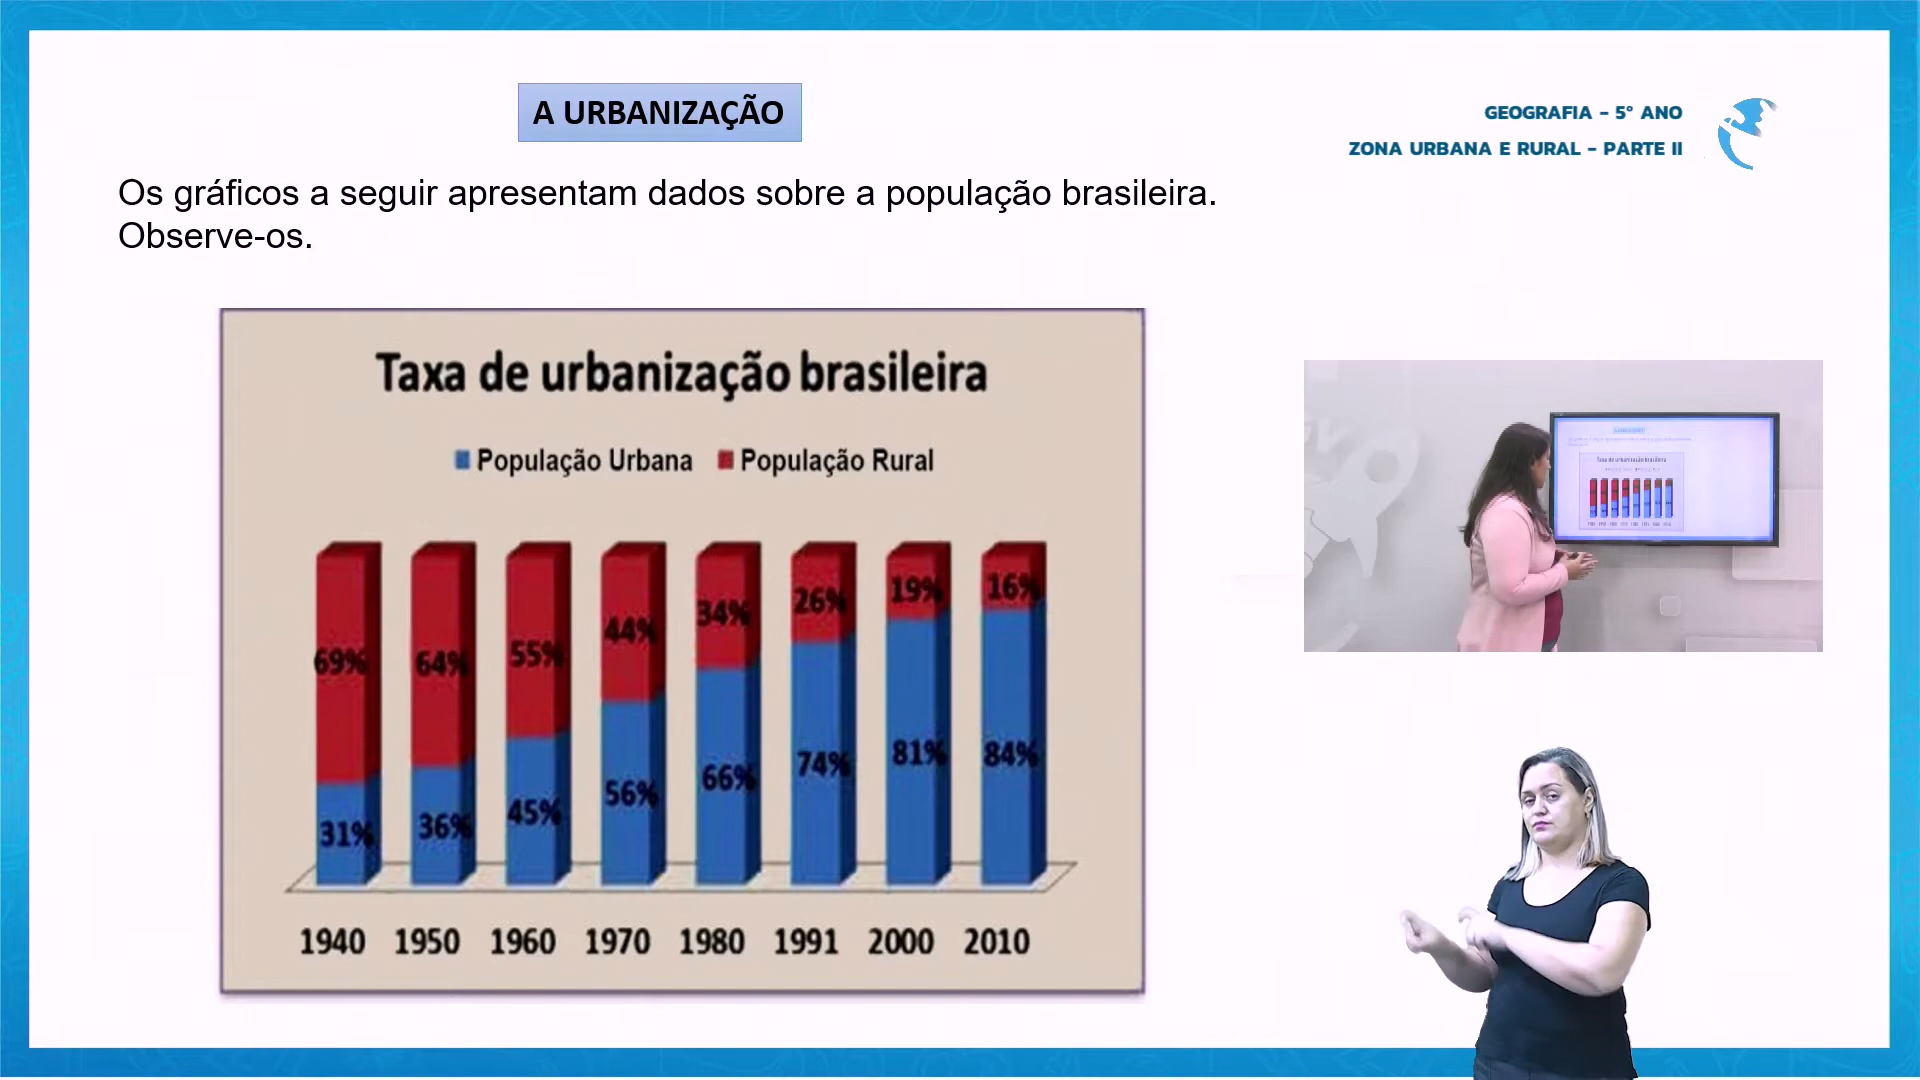 A URBANIZAÇÃO
GEOGRAFIA - 5° ANO
ZONA URBANA E RURAL - PARTE II
Os gráficos a seguir apresentam dados sobre a população brasileira.
Observe-os.
Taxa de urbanização brasileira
População Urbana População Rural
69% 64% 55% 44% 34% 26% 19% 16%
31% 36% 45% 56% 66% 74% 81% 84%
1940 1950 1960 1970 1980 1991 2000 2010